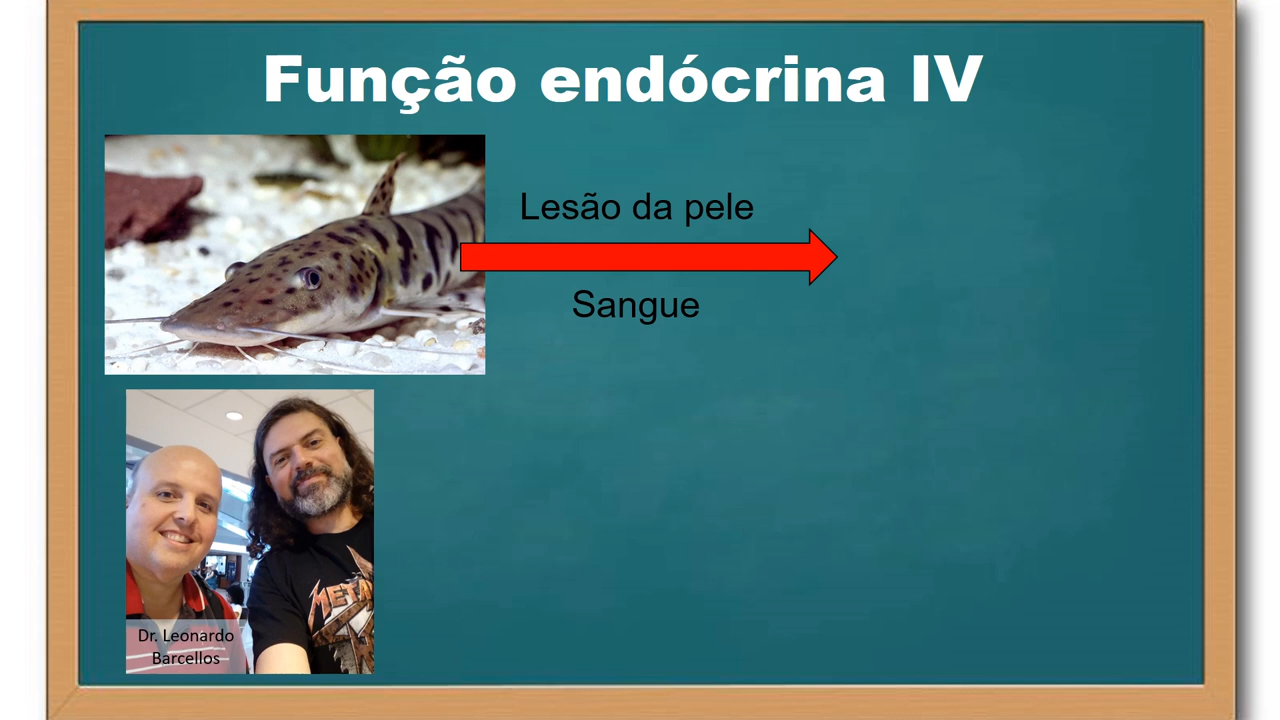 Função endócrina IV
Lesão da pele
Sangue
Dr. Leonardo
Barcellos